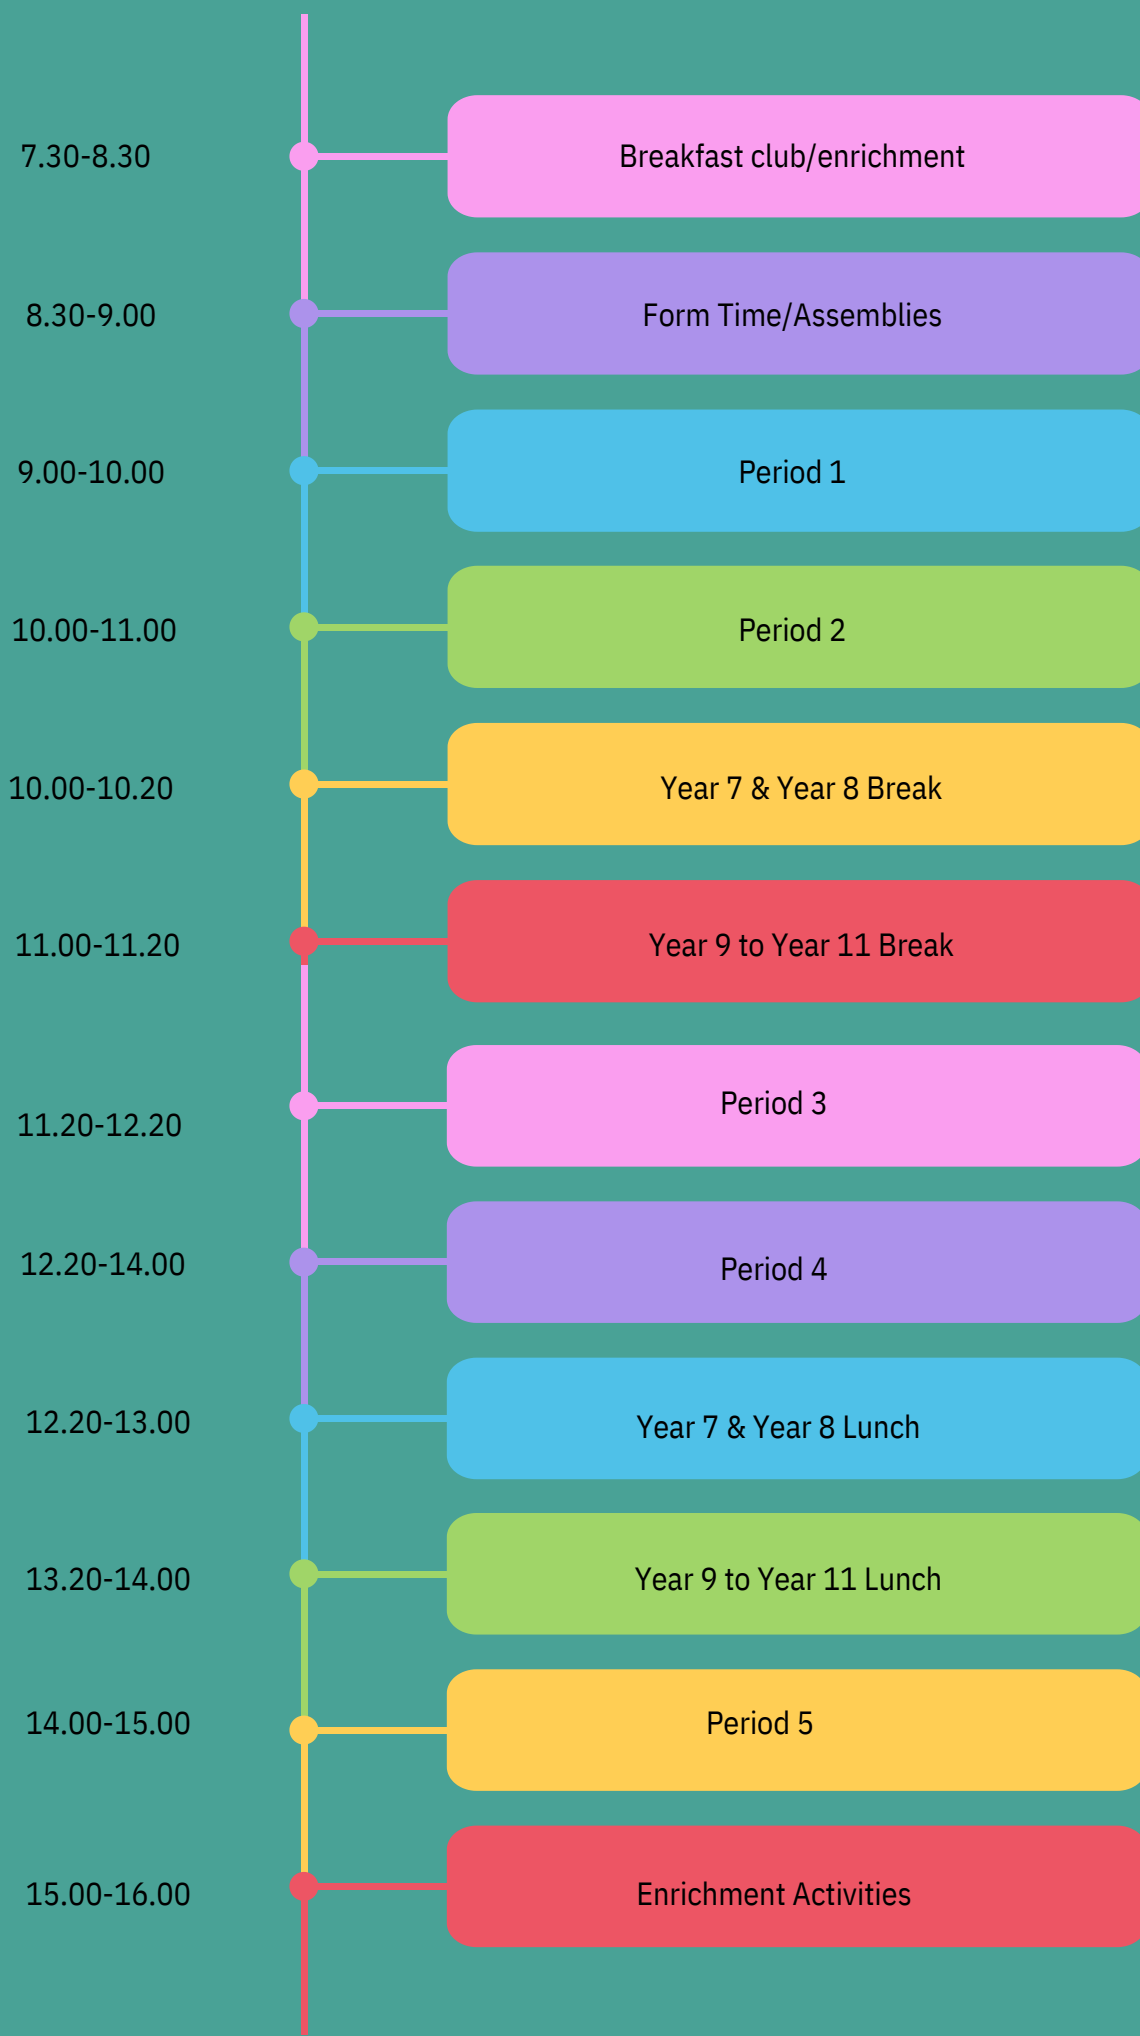 7.30-8.30 Breakfast club/enrichment
8.30-9.00 Form Time/Assemblies
9.00-10.00 Period 1
10.00-11.00 Period 2
10.00-10.20 Year 7 & Year 8 Break
11.00-11.20 Year 9 to Year 11 Break
11.20-12.20 Period 3
12.20-14.00 Period 4
12.20-13.00 Year 7 & Year 8 Lunch
13.20-14.00 Year 9 to Year 11 Lunch
14.00-15.00 Period 5
15.00-16.00 Enrichment Activities